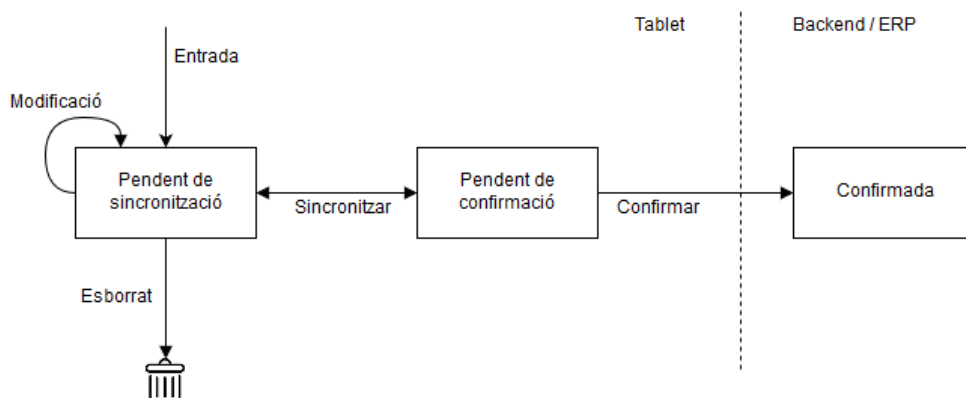 Tablet
Backend / ERP
Entrada
Modificació
Pendent de
sincronització
Sincronitzar
Pendent de
confirmació
Confirmar
Confirmada
Esborrat